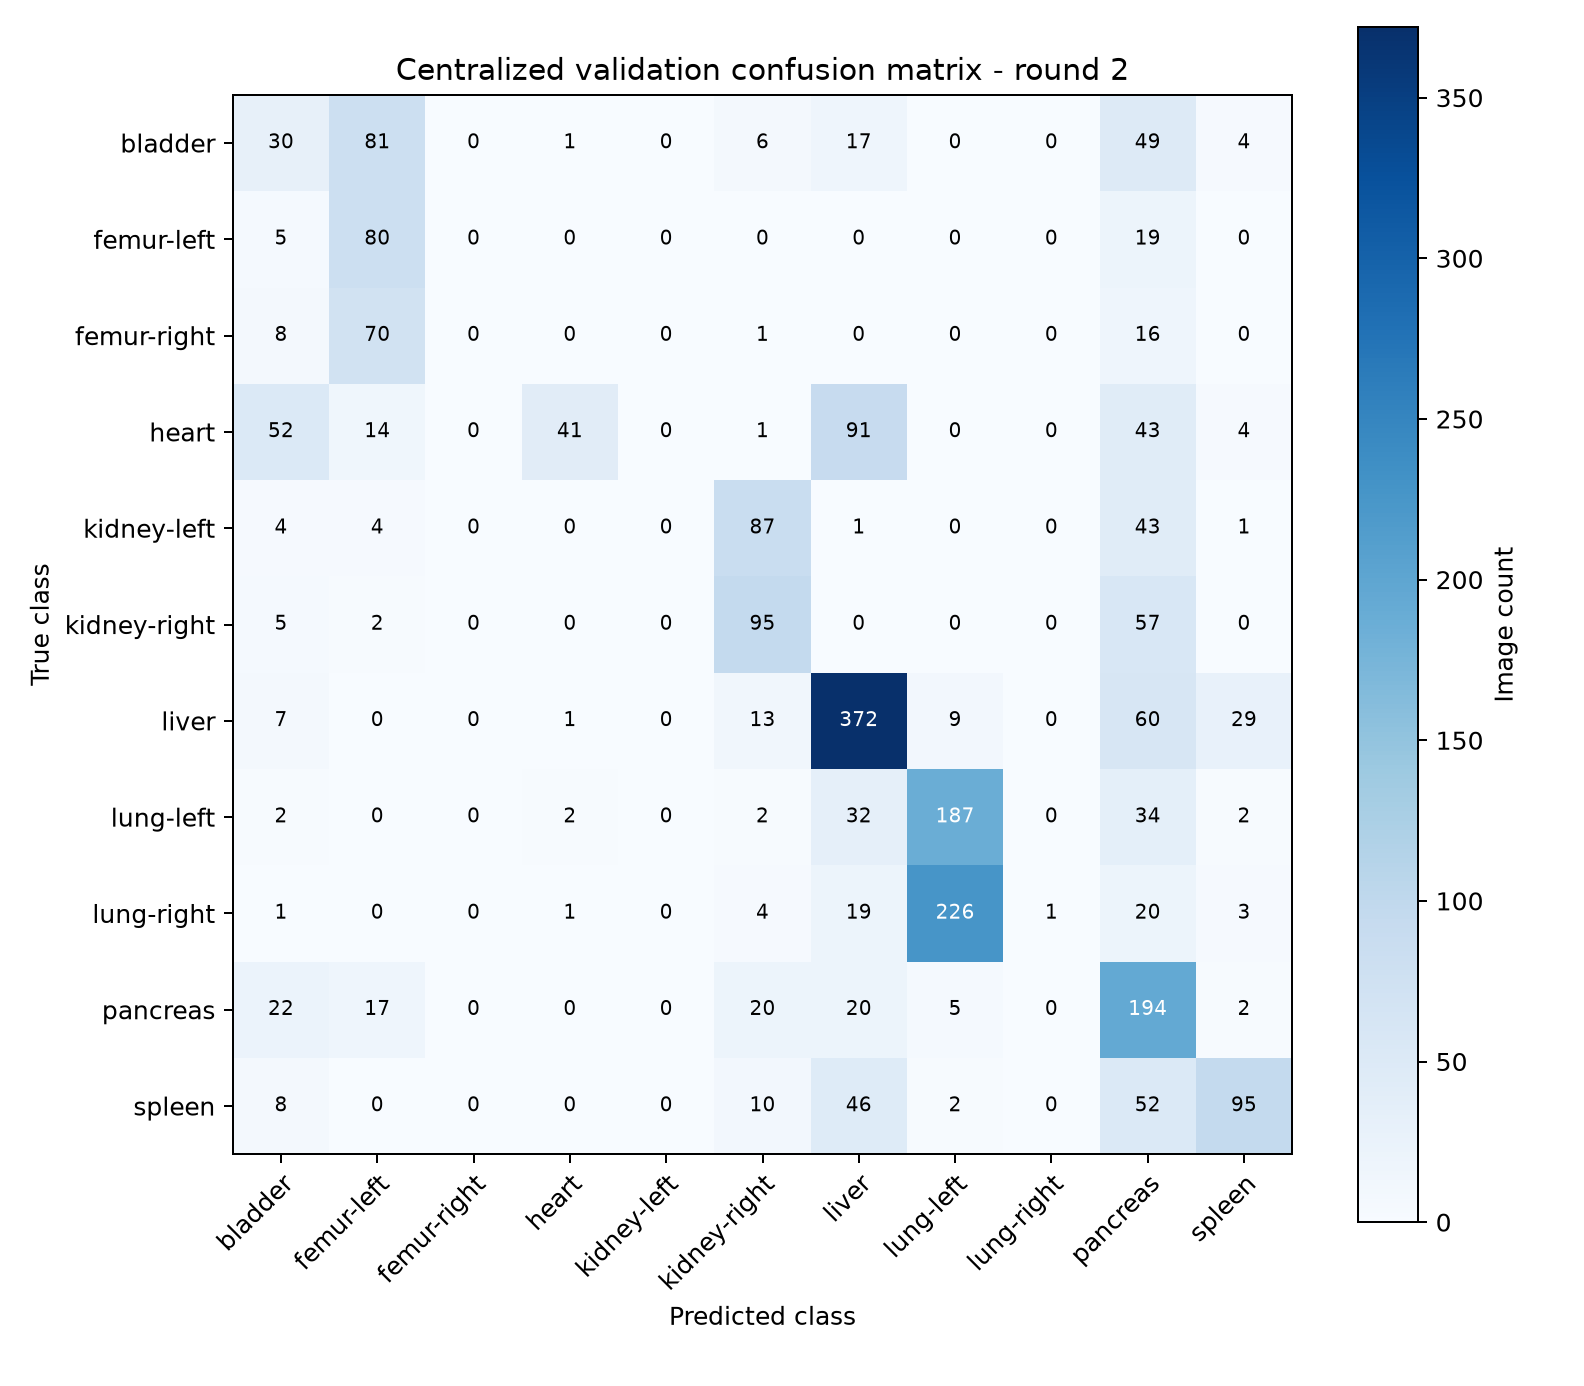 Centralized validation confusion matrix - round 2
bladder 30 81 0 1 0 6 17 0 0 49 4
femur-left 5 80 0 0 0 0 0 0 0 19 0
femur-right 8 70 0 0 0 1 0 0 0 16 0
heart 52 14 0 41 0 1 91 0 0 43 4
kidney-left 4 4 0 0 0 87 1 0 0 43 1
kidney-right 5 2 0 0 0 95 0 0 0 57 0
liver 7 0 0 1 0 13 372 9 0 60 29
lung-left 2 0 0 2 0 2 32 187 0 34 2
lung-right 1 0 0 1 0 4 19 226 1 20 3
pancreas 22 17 0 0 0 20 20 5 0 194 2
spleen 8 0 0 0 0 10 46 2 0 52 95
bladder femur-left femur-right heart kidney-left kidney-right liver lung-left lung-right pancreas spleen
Predicted class
True class
350
300
250
200
150
100
50
0
Image count